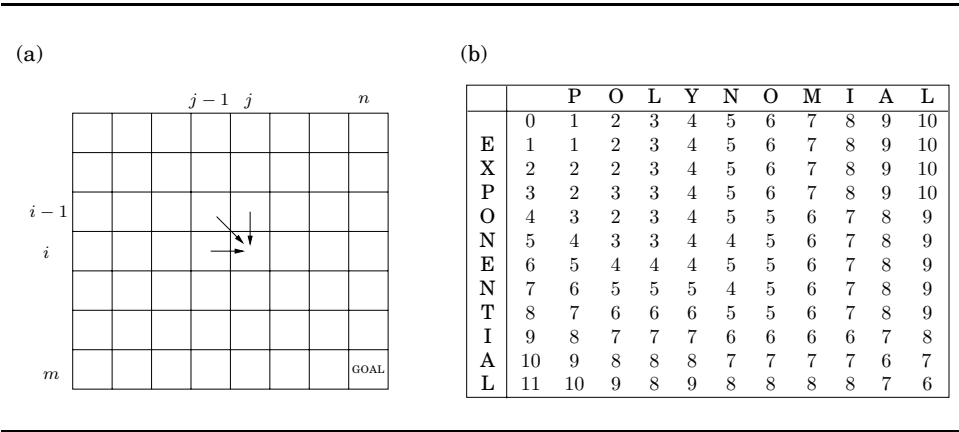 (a)
j − 1 j n
i − 1
i
m
GOAL
(b)
P O L Y N O M I A L
0 1 2 3 4 5 6 7 8 9 10
E 1 1 2 3 4 5 6 7 8 9 10
X 2 2 2 3 4 5 6 7 8 9 10
P 3 2 3 3 4 5 6 7 8 9 10
O 4 3 2 3 4 5 5 6 7 8 9
N 5 4 3 3 4 4 5 6 7 8 9
E 6 5 4 4 4 5 5 6 7 8 9
N 7 6 5 5 5 4 5 6 7 8 9
T 8 7 6 6 6 5 5 6 7 8 9
I 9 8 7 7 7 6 6 6 6 7 8
A 10 9 8 8 8 7 7 7 7 6 7
L 11 10 9 8 9 8 8 8 8 7 6